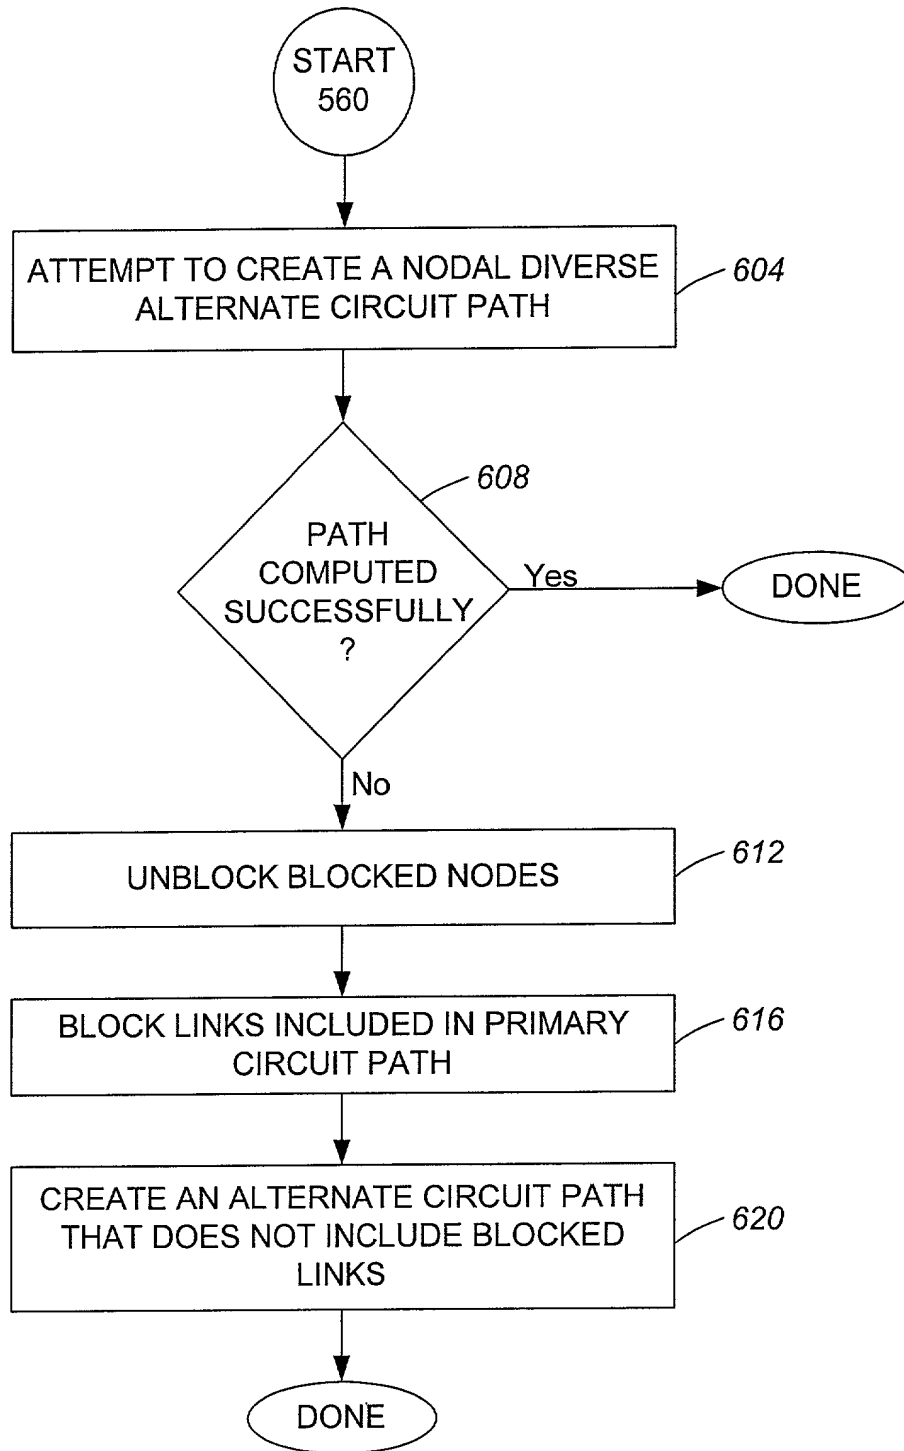 START
560
ATTEMPT TO CREATE A NODAL DIVERSE
ALTERNATE CIRCUIT PATH
604
608
PATH
COMPUTED
SUCCESSFULLY
?
Yes
DONE
No
UNBLOCK BLOCKED NODES
612
BLOCK LINKS INCLUDED IN PRIMARY
CIRCUIT PATH
616
CREATE AN ALTERNATE CIRCUIT PATH
THAT DOES NOT INCLUDE BLOCKED
LINKS
620
DONE